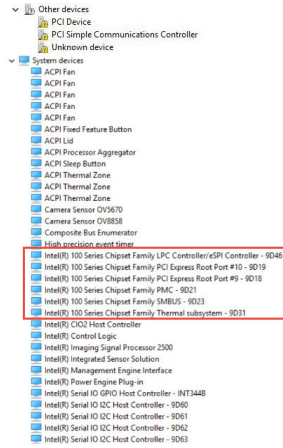 Other devices
PCI Device
PCI Simple Communications Controller
Unknown device
System devices
ACPI Fan
ACPI Fan
ACPI Fan
ACPI Fan
ACPI Fan
ACPI Fixed Feature Button
ACPI Lid
ACPI Processor Aggregator
ACPI Sleep Button
ACPI Thermal Zone
ACPI Thermal Zone
ACPI Thermal Zone
Camera Sensor OV5670
Camera Sensor OV8858
Composite Bus Enumerator
High precision event timer
Intel(R) 100 Series Chipset Family LPC Controller/eSPI Controller - 9D46
Intel(R) 100 Series Chipset Family PCI Express Root Port #10 - 9D19
Intel(R) 100 Series Chipset Family PCI Express Root Port #9 - 9D18
Intel(R) 100 Series Chipset Family PMC - 9D21
Intel(R) 100 Series Chipset Family SMBUS - 9D23
Intel(R) 100 Series Chipset Family Thermal subsystem - 9D31
Intel(R) CIO2 Host Controller
Intel(R) Control Logic
Intel(R) Imaging Signal Processor 2500
Intel(R) Integrated Sensor Solution
Intel(R) Management Engine Interface
Intel(R) Power Engine Plug-in
Intel(R) Serial IO GPIO Host Controller - INT344B
Intel(R) Serial IO I2C Host Controller - 9D60
Intel(R) Serial IO I2C Host Controller - 9D61
Intel(R) Serial IO I2C Host Controller - 9D62
Intel(R) Serial IO I2C Host Controller - 9D63